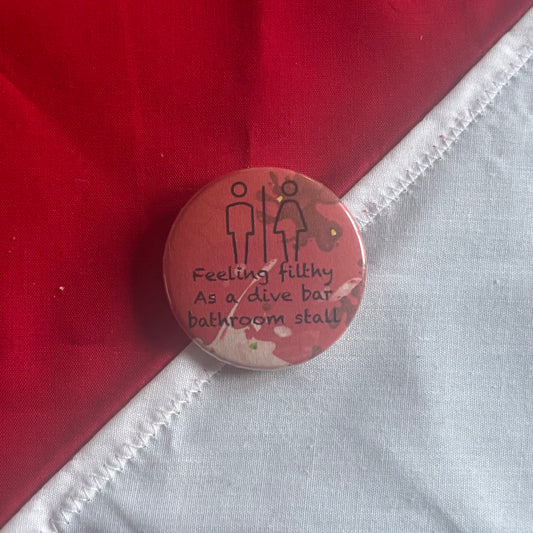 Feeling filthy
As a dive bar
bathroom stall